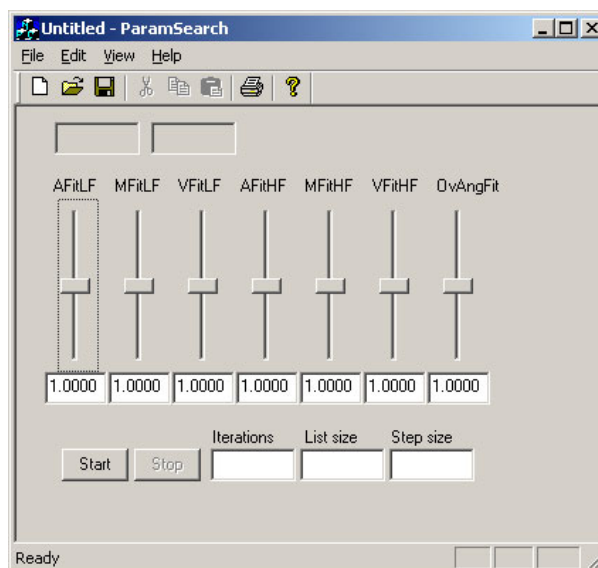 Untitled - ParamSearch
File Edit View Help
AFitLF MFitLF VFitLF AFitHF MFitHF VFitHF OvAngFit
1.0000 1.0000 1.0000 1.0000 1.0000 1.0000 1.0000
Iterations List size Step size
Start Stop
Ready